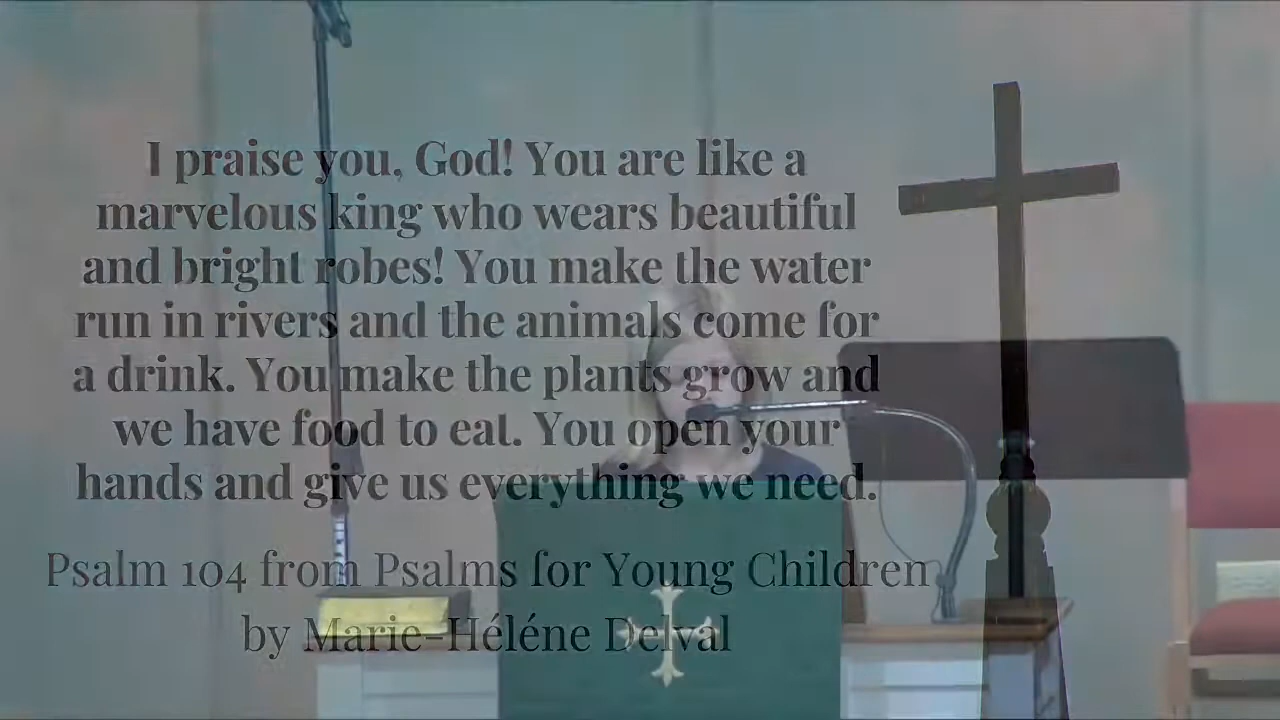 I praise you, God! You are like a
marvelous king who wears beautiful
and bright robes! You make the water
run in rivers and the animals come for
a drink. You make the plants grow and
we have food to eat. You open your
hands and give us everything we need.
Psalm 104 from Psalms for Young Children
by Marie-Héléne Delval